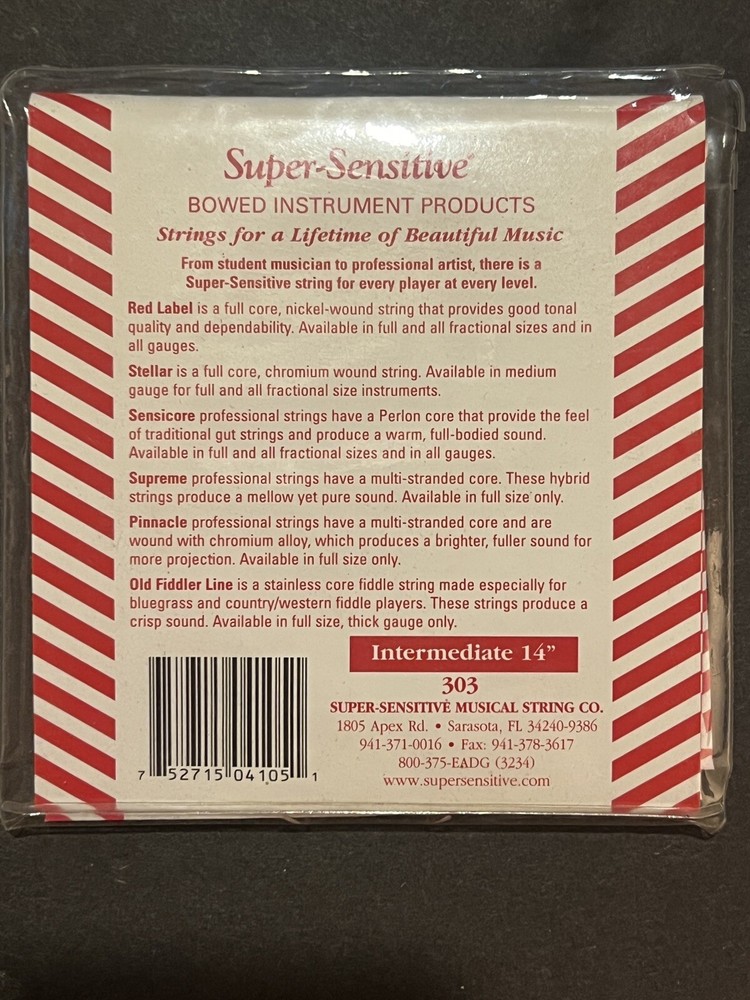 Super-Sensitive®
BOWED INSTRUMENT PRODUCTS
Strings for a Lifetime of Beautiful Music
From student musician to professional artist, there is a
Super-Sensitive string for every player at every level.
Red Label is a full core, nickel-wound string that provides good tonal
quality and dependability. Available in full and all fractional sizes and in
all gauges.
Stellar is a full core, chromium wound string. Available in medium
gauge for full and all fractional size instruments.
Sensicore professional strings have a Perlon core that provide the feel
of traditional gut strings and produce a warm, full-bodied sound.
Available in full and all fractional sizes and in all gauges.
Supreme professional strings have a multi-stranded core. These hybrid
strings produce a mellow yet pure sound. Available in full size only.
Pinnacle professional strings have a multi-stranded core and are
wound with chromium alloy, which produces a brighter, fuller sound for
more projection. Available in full size only.
Old Fiddler Line is a stainless core fiddle string made especially for
bluegrass and country/western fiddle players. These strings produce a
crisp sound. Available in full size, thick gauge only.
Intermediate 14”
303
SUPER-SENSITIVE MUSICAL STRING CO.
1805 Apex Rd. • Sarasota, FL 34240-9386
941-371-0016 • Fax: 941-378-3617
800-375-EADG (3234)
www.supersensitive.com
7 52715 04105 1